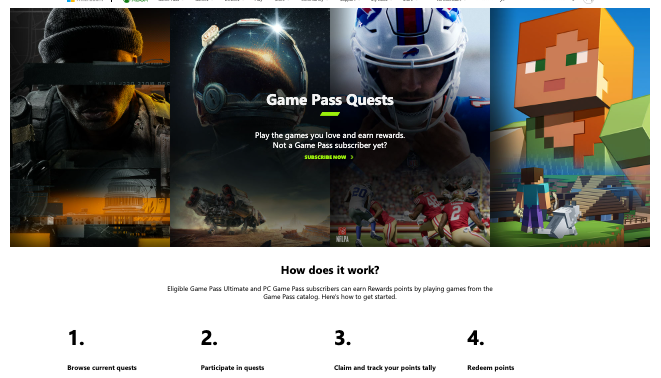 Game Pass Quests
Play the games you love and earn rewards.
Not a Game Pass subscriber yet?
SUBSCRIBE NOW
NFLPA
How does it work?
Eligible Game Pass Ultimate and PC Game Pass subscribers can earn Rewards points by playing games from the
Game Pass catalog. Here's how to get started.
1.
2.
3.
4.
Browse current quests
Participate in quests
Claim and track your points tally
Redeem points